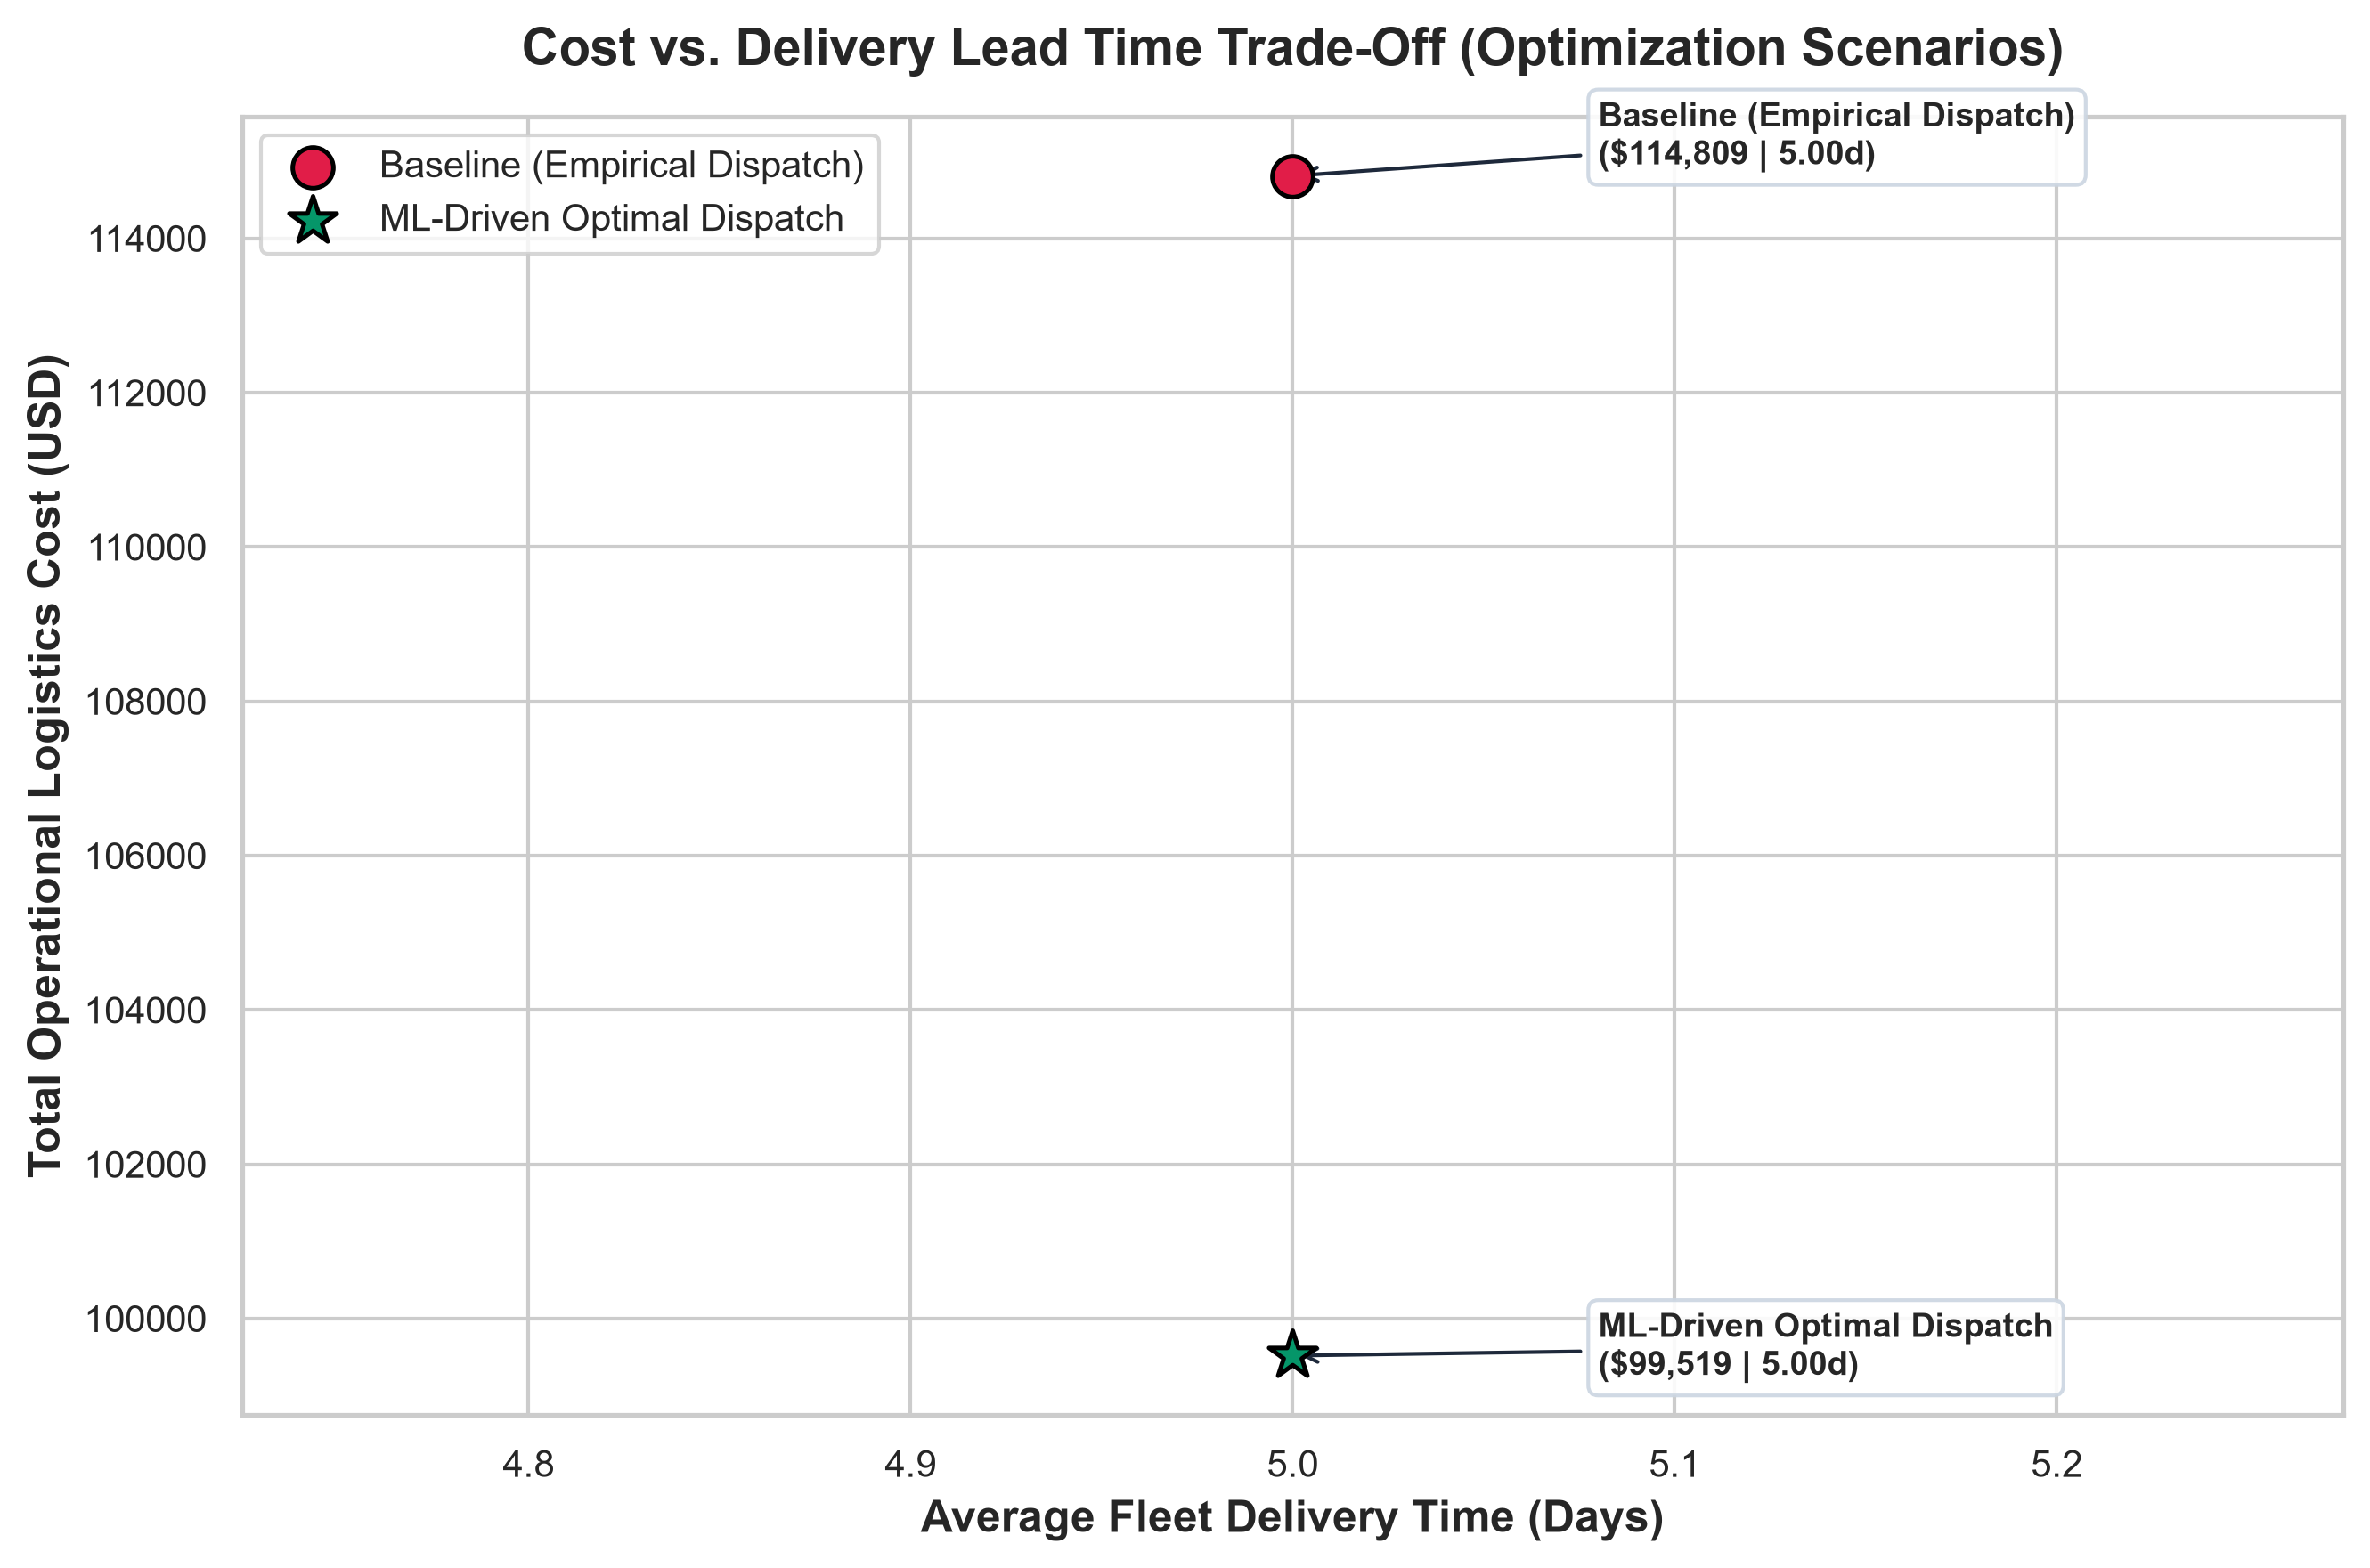 Cost vs. Delivery Lead Time Trade-Off (Optimization Scenarios)
Baseline (Empirical Dispatch)
($114,809 | 5.00d)
Baseline (Empirical Dispatch)
ML-Driven Optimal Dispatch
Total Operational Logistics Cost (USD)
114000
112000
110000
108000
106000
104000
102000
100000
ML-Driven Optimal Dispatch
($99,519 | 5.00d)
4.8
4.9
5.0
5.1
5.2
Average Fleet Delivery Time (Days)